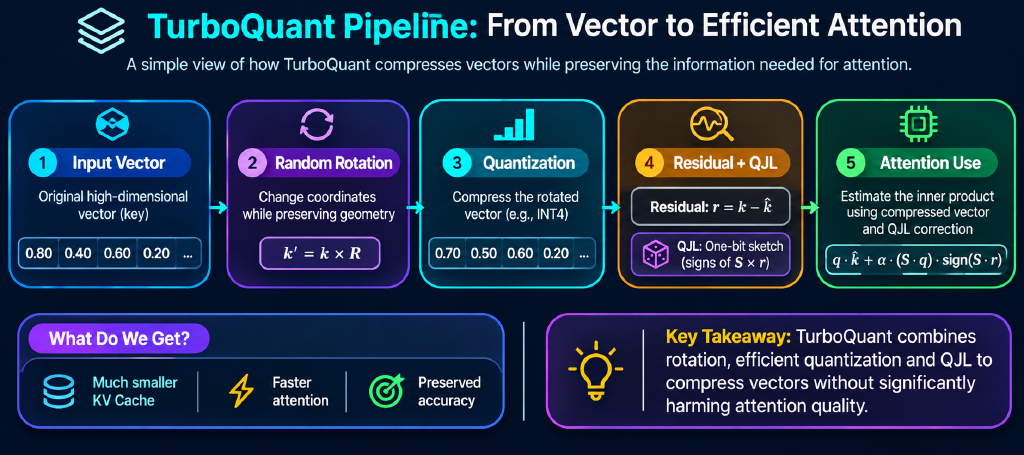 TurboQuant Pipeline: From Vector to Efficient Attention
A simple view of how TurboQuant compresses vectors while preserving the information needed for attention.
1 Input Vector
Original high-dimensional
vector (key)
0.80 0.40 0.60 0.20 ...
2 Random Rotation
Change coordinates
while preserving geometry
k′ = k × R
3 Quantization
Compress the rotated
vector (e.g., INT4)
0.70 0.50 0.60 0.20 ...
4 Residual + QJL
Residual: r = k − k̂
QJL: One-bit sketch
(signs of S × r)
5 Attention Use
Estimate the inner product
using compressed vector
and QJL correction
q · k̂ + α · (S · q) · sign(S · r)
What Do We Get?
Much smaller
KV Cache
Faster
attention
Preserved
accuracy
Key Takeaway: TurboQuant combines
rotation, efficient quantization and QJL to
compress vectors without significantly
harming attention quality.